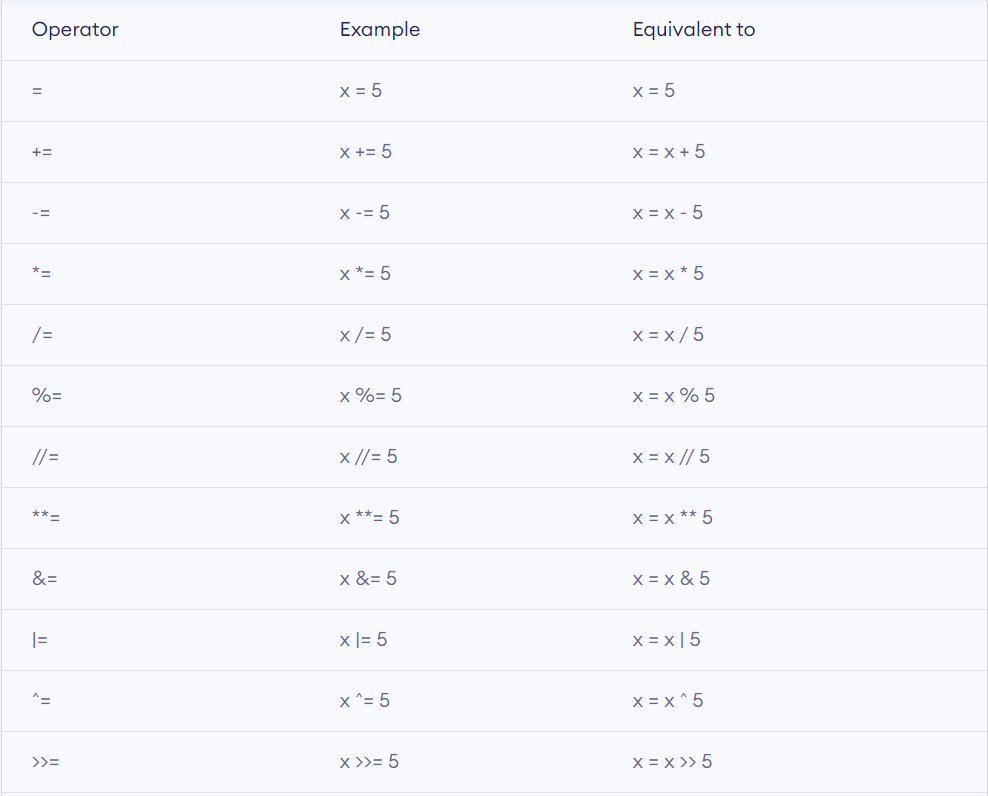 Operator Example Equivalent to
= x = 5 x = 5
+= x += 5 x = x + 5
-= x -= 5 x = x - 5
*= x *= 5 x = x * 5
/= x /= 5 x = x / 5
%= x %= 5 x = x % 5
//= x //= 5 x = x // 5
**= x **= 5 x = x ** 5
&= x &= 5 x = x & 5
|= x |= 5 x = x | 5
^= x ^= 5 x = x ^ 5
>>= x >>= 5 x = x >> 5